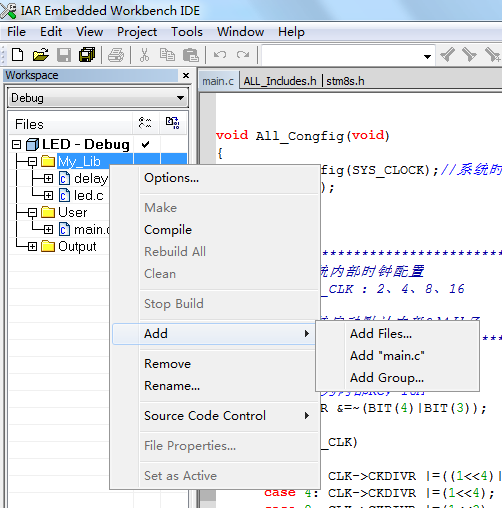 IAR Embedded Workbench IDE
File Edit View Project Tools Window Help
Workspace
main.c ALL_Includes.h stm8s.h
Debug
Files
LED - Debug
My_Lib
delay
led.c
User
main.c
Output
Options...
Make
Compile
Rebuild All
Clean
Stop Build
Add
Remove
Rename...
Source Code Control
File Properties...
Set as Active
Add Files...
Add "main.c"
Add Group...
void All_Congfig(void)
{
fig(SYS_CLOCK);//系统时
);
统内部时钟配置
_CLK : 2、4、8、16
R &=~(BIT(4)|BIT(3));
_CLK)
CLK->CKDIVR |=((1<<4)|
case 4: CLK->CKDIVR |=(1<<4);